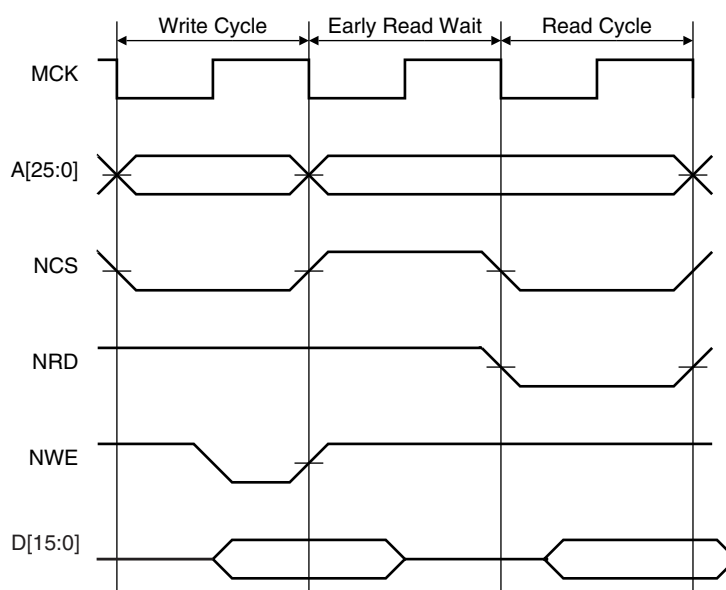 Write Cycle Early Read Wait Read Cycle
MCK
A[25:0]
NCS
NRD
NWE
D[15:0]